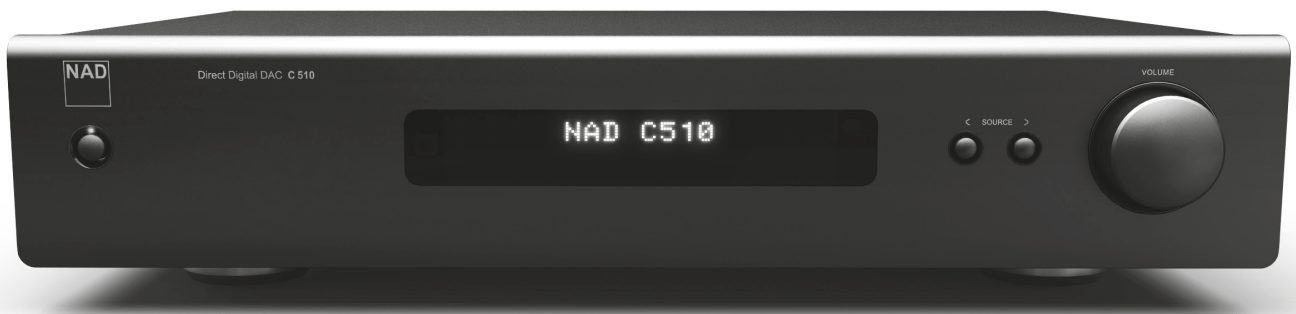 NAD
Direct Digital DAC C 510
NAD C510
< SOURCE >
VOLUME